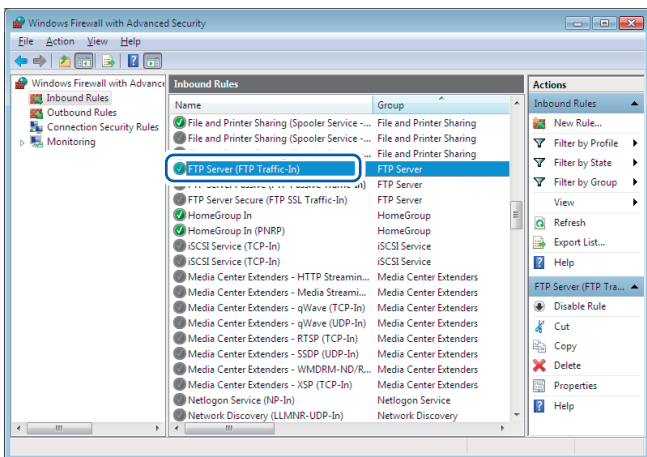 Windows Firewall with Advanced Security
File Action View Help
Windows Firewall with Advance
Inbound Rules
Outbound Rules
Connection Security Rules
Monitoring
Inbound Rules
Name Group
File and Printer Sharing (Spooler Service -... File and Printer Sharing
File and Printer Sharing (Spooler Service -... File and Printer Sharing
... File and Printer Sharing
FTP Server (FTP Traffic-In) FTP Server
FTP Server Passive (FTP Passive Traffic-In) FTP Server
FTP Server Secure (FTP SSL Traffic-In) FTP Server
HomeGroup In HomeGroup
HomeGroup In (PNRP) HomeGroup
iSCSI Service (TCP-In) iSCSI Service
iSCSI Service (TCP-In) iSCSI Service
Media Center Extenders - HTTP Streamin... Media Center Extenders
Media Center Extenders - Media Streami... Media Center Extenders
Media Center Extenders - qWave (TCP-In) Media Center Extenders
Media Center Extenders - qWave (UDP-In) Media Center Extenders
Media Center Extenders - RTSP (TCP-In) Media Center Extenders
Media Center Extenders - SSDP (UDP-In) Media Center Extenders
Media Center Extenders - WMDRM-ND/R... Media Center Extenders
Media Center Extenders - XSP (TCP-In) Media Center Extenders
Netlogon Service (NP-In) Netlogon Service
Network Discovery (LLMNR-UDP-In) Network Discovery
Actions
Inbound Rules
New Rule...
Filter by Profile
Filter by State
Filter by Group
View
Refresh
Export List...
Help
FTP Server (FTP Tra...
Disable Rule
Cut
Copy
Delete
Properties
Help